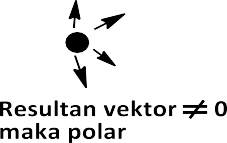 Resultan vektor ≠ 0
maka polar